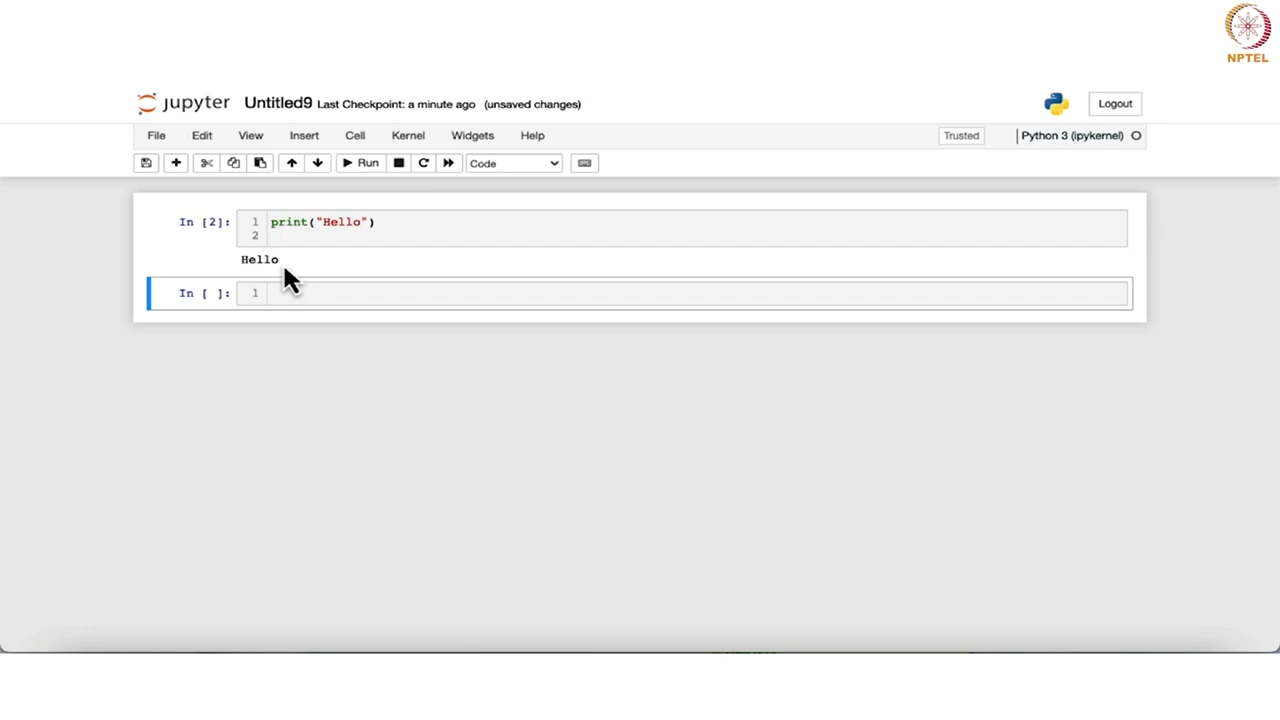 NPTEL
jupyter Untitled9 Last Checkpoint: a minute ago (unsaved changes) Logout
File Edit View Insert Cell Kernel Widgets Help Trusted Python 3 (ipykernel)
Run Code
In [2]: 1 print("Hello")
2
Hello
In [ ]: 1